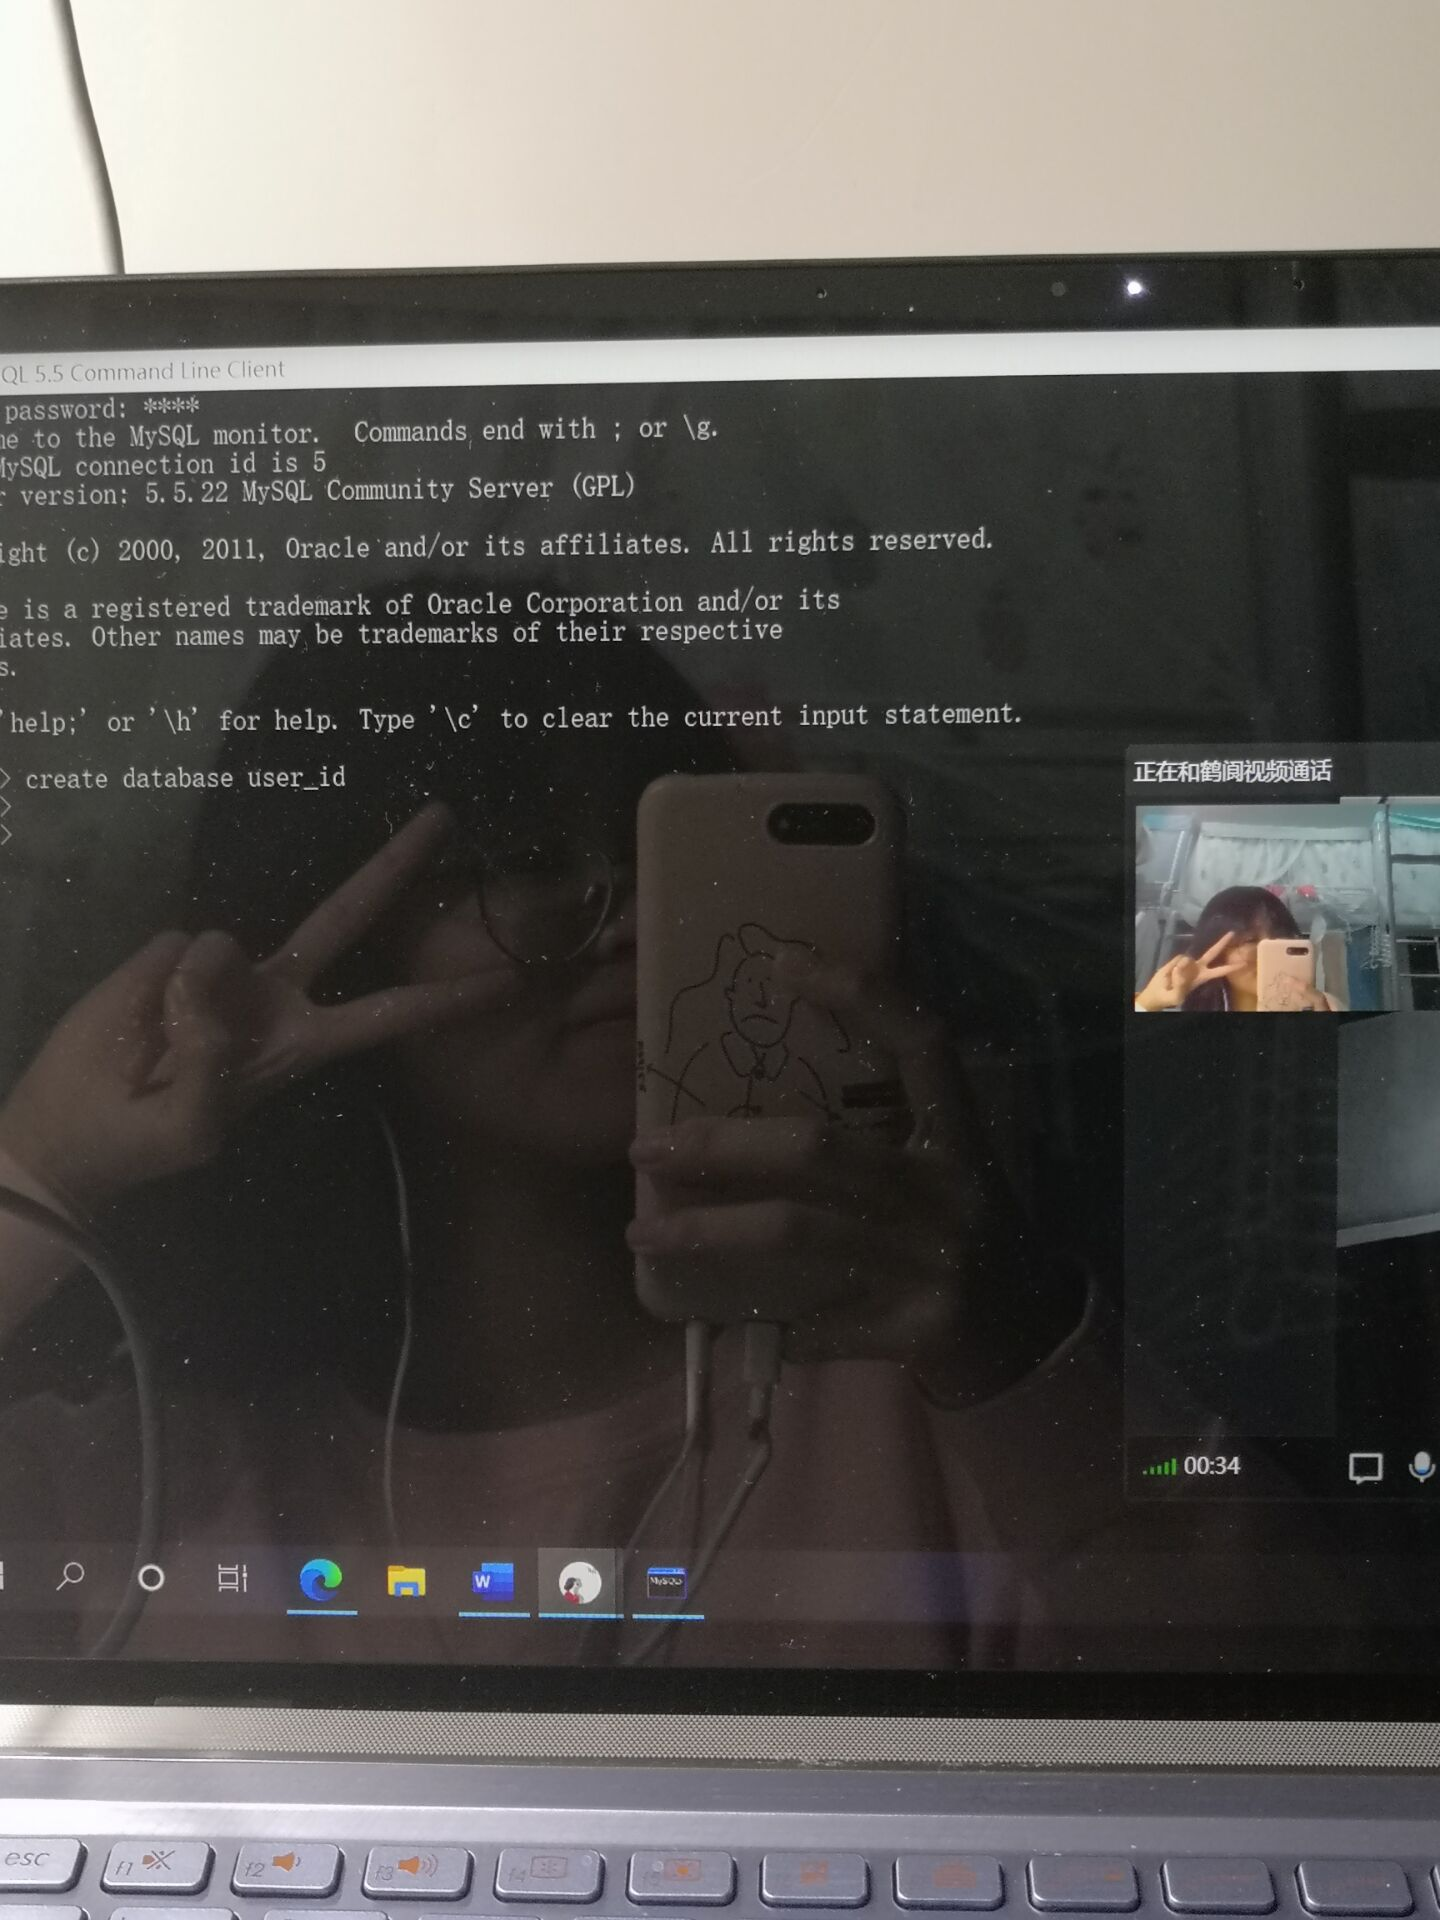 QL 5.5 Command Line Client
password: ****
me to the MySQL monitor. Commands end with ; or \g.
MySQL connection id is 5
r version: 5.5.22 MySQL Community Server (GPL)
ight (c) 2000, 2011, Oracle and/or its affiliates. All rights reserved.
e is a registered trademark of Oracle Corporation and/or its
iates. Other names may be trademarks of their respective
s.
'help;' or '\h' for help. Type '\c' to clear the current input statement.
> create database user_id
>
>
正在和鹤阆视频通话
00:34
W
MySQL
esc
f1
f2
f3
f4